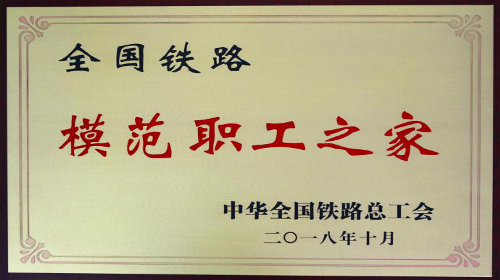 全国铁路
模范职工之家
中华全国铁路总工会
二〇一八年十月